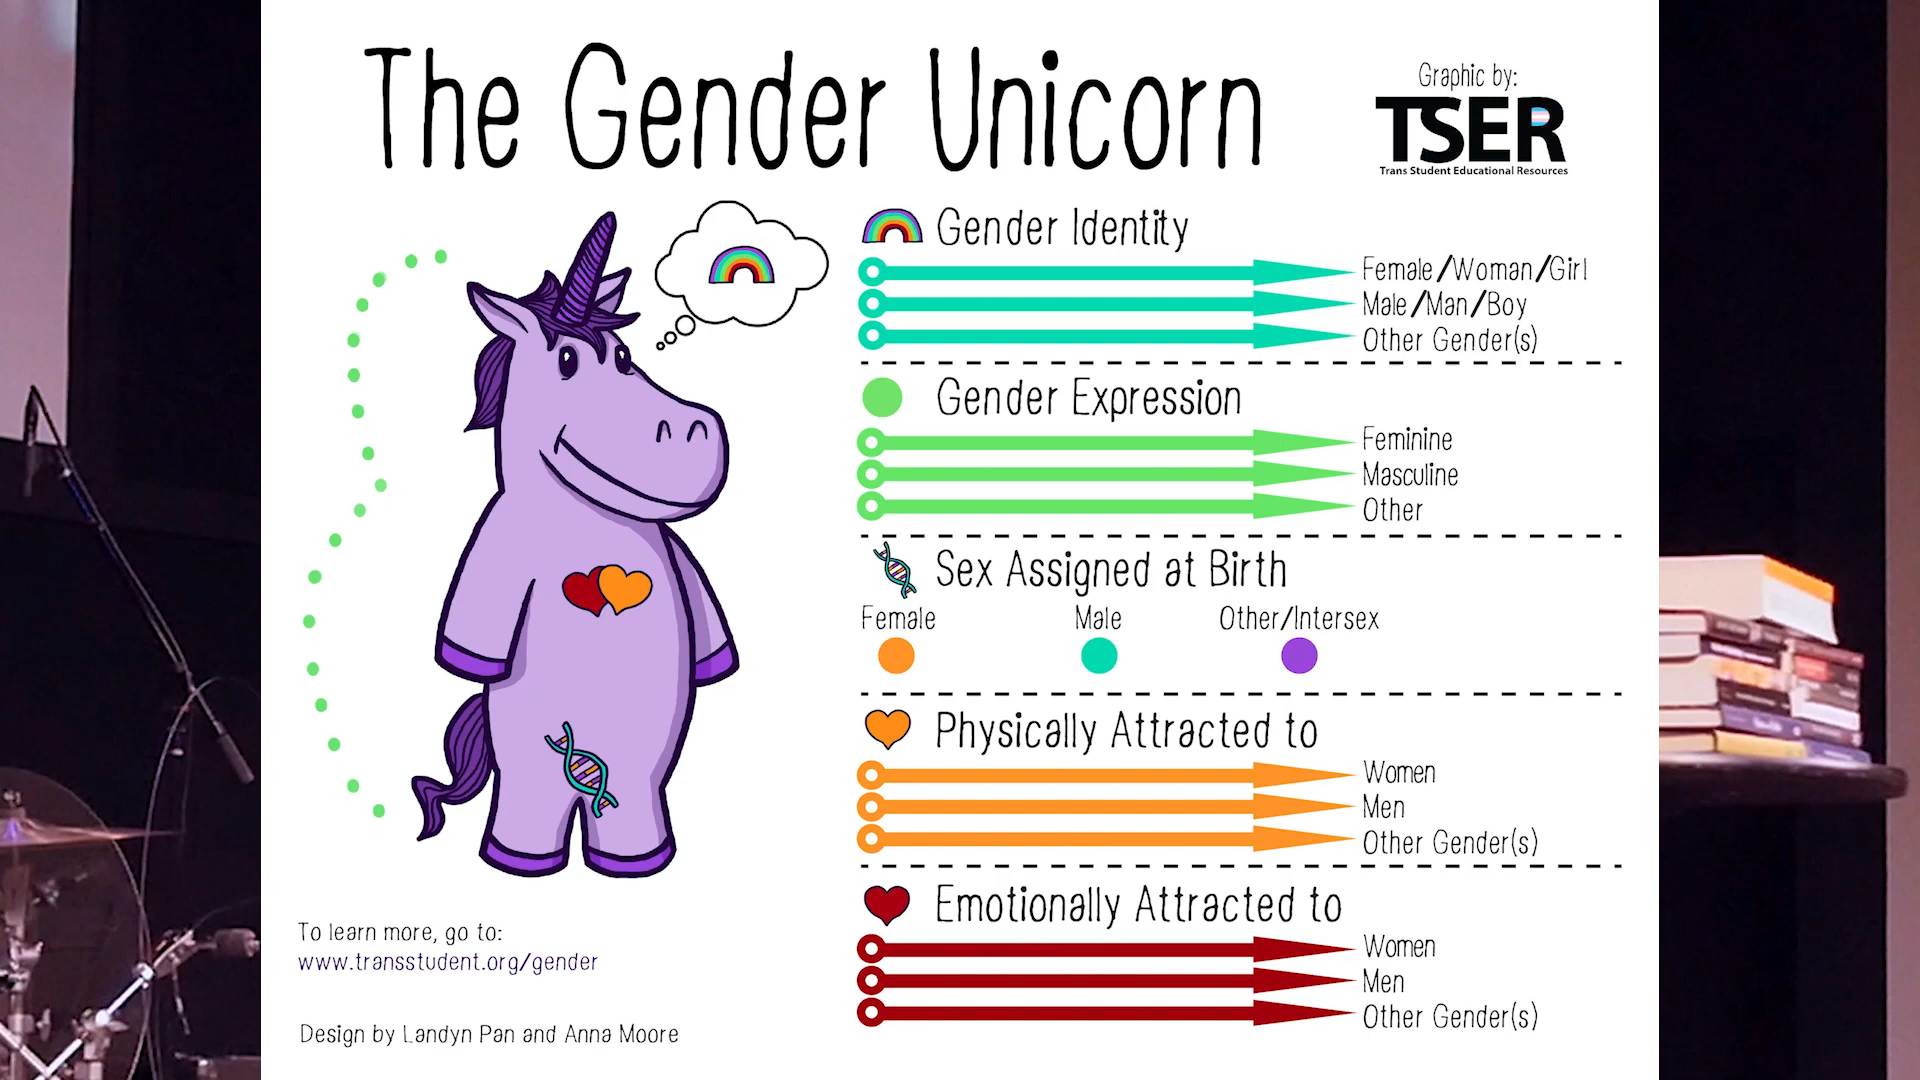 The Gender Unicorn
Graphic by:
TSER
Trans Student Educational Resources
Gender Identity
Female/Woman/Girl
Male/Man/Boy
Other Gender(s)
Gender Expression
Feminine
Masculine
Other
Sex Assigned at Birth
Female Male Other/Intersex
Physically Attracted to
Women
Men
Other Gender(s)
Emotionally Attracted to
Women
Men
Other Gender(s)
To learn more, go to:
www.transstudent.org/gender
Design by Landyn Pan and Anna Moore